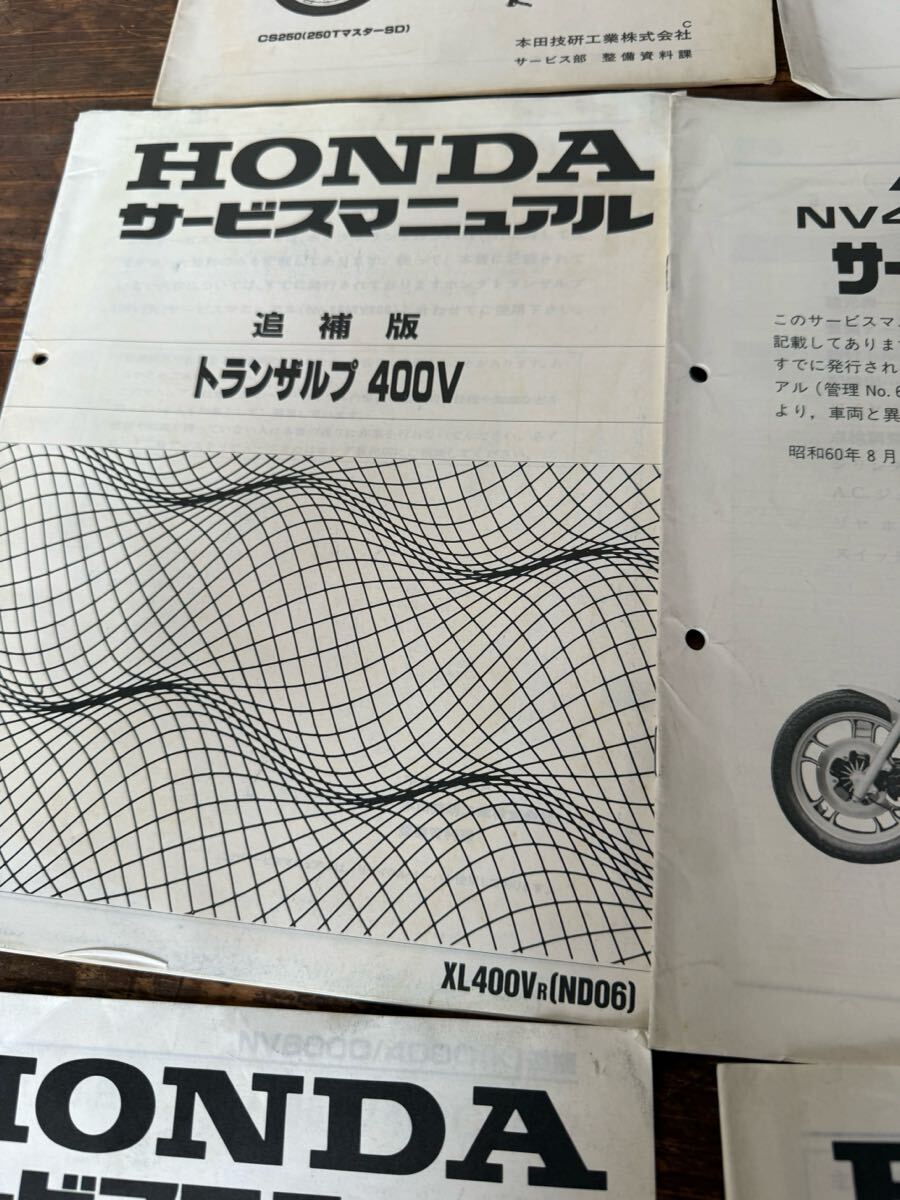 CS250(250TマスターSD)
C
本田技研工業株式会社
サービス部 整備資料課
HONDA
サービスマニュアル
追補版
トランザルプ 400V
XL400VR(ND06)
NV4
サー
このサービスマ
記載してありま
すでに発行され
アル(管理 No. 6
より,車両と異
昭和60年8月
HONDA